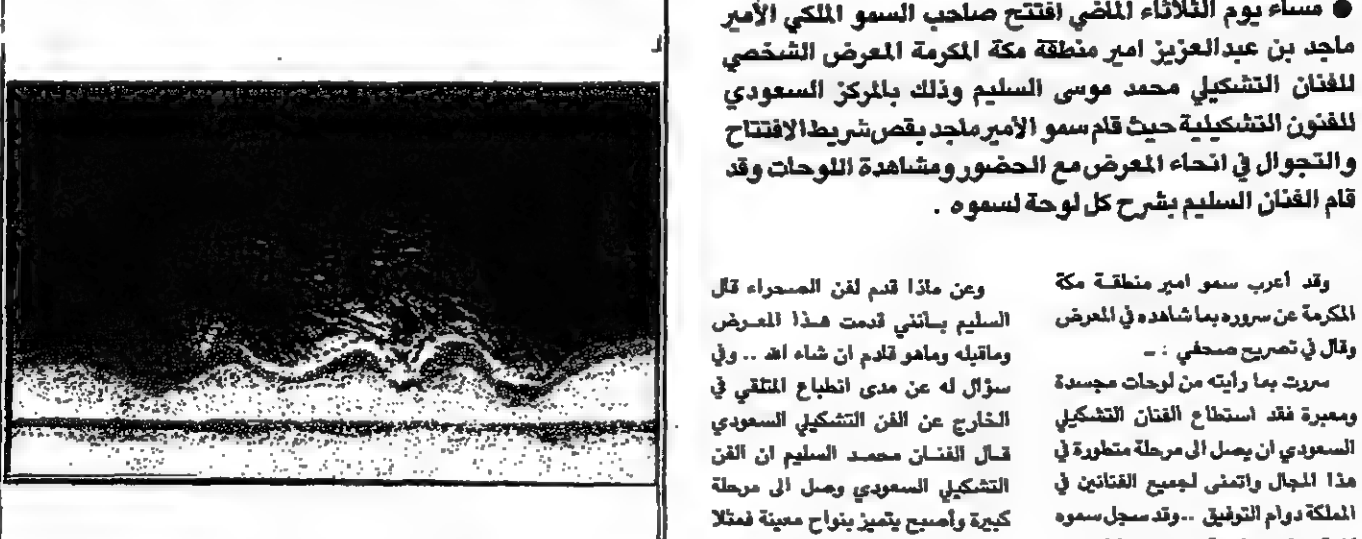 ● مساء يوم الثلاثاء الماضي افتتح صاحب السمو الملكي الأمير
ماجد بن عبدالعزيز امير منطقة مكة المكرمة المعرض الشخصي
للفنان التشكيلي محمد موسى السليم وذلك بالمركز السعودي
للفنون التشكيلية حيث قام سمو الأمير ماجد بقص شريط الافتتاح
والتجوال في انحاء المعرض مع الحضور ومشاهدة اللوحات وقد
قام الفنان السليم بشرح كل لوحة لسموه .
وقد أعرب سمو امير منطقة مكة
المكرمة عن سروره بما شاهده في المعرض
وقال في تصريح صحفي : ــ
سررت بما رأيته من لوحات مجسدة
ومعبرة فقد استطاع الفنان التشكيلي
السعودي ان يصل الى مرحلة متطورة في
هذا المجال واتمنى لجميع الفنانين في
المملكة دوام التوفيق .. وقد سجل سموه
وعن ماذا قدم لفن الصحراء قال
السليم بأنني قدمت هذا المعرض
وماقبله وماهو قادم ان شاء الله .. وفي
سؤال له عن مدى انطباع المتلقي في
الخارج عن الفن التشكيلي السعودي
قال الفنان محمد السليم ان الفن
التشكيلي السعودي وصل الى مرحلة
كبيرة وأصبح يتميز بنواح معينة فمثلا